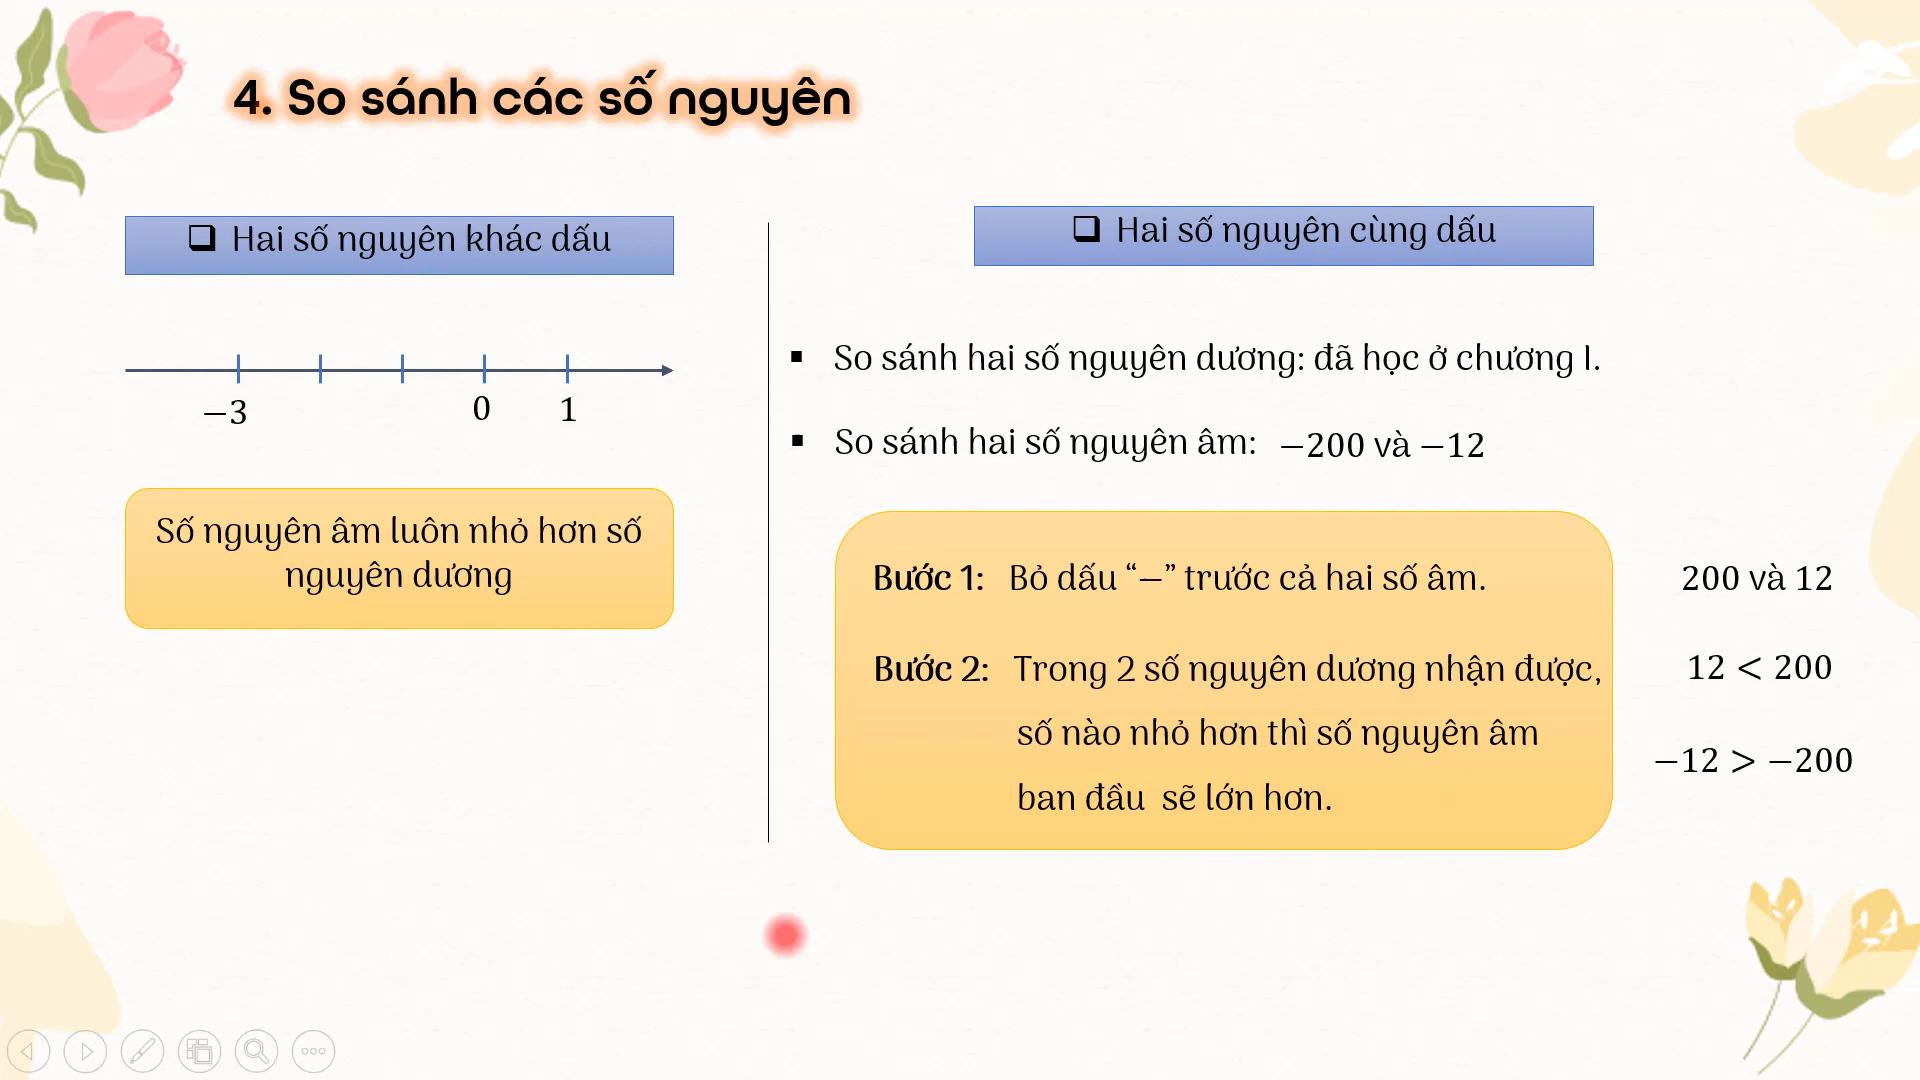 4. So sánh các số nguyên
❑ Hai số nguyên khác dấu
−3 0 1
Số nguyên âm luôn nhỏ hơn số
nguyên dương
❑ Hai số nguyên cùng dấu
▪ So sánh hai số nguyên dương: đã học ở chương I.
▪ So sánh hai số nguyên âm: −200 và −12
Bước 1: Bỏ dấu “−” trước cả hai số âm.
200 và 12
Bước 2: Trong 2 số nguyên dương nhận được,
số nào nhỏ hơn thì số nguyên âm
ban đầu sẽ lớn hơn.
12 < 200
−12 > −200